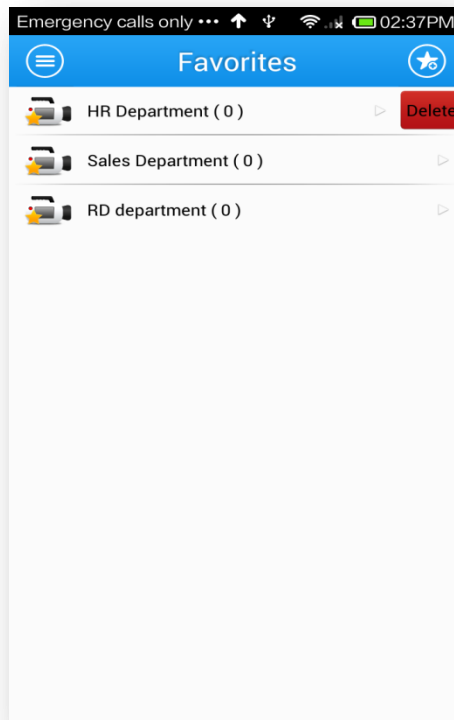 Emergency calls only ••• 02:37PM
Favorites
HR Department ( 0 ) Delete
Sales Department ( 0 )
RD department ( 0 )